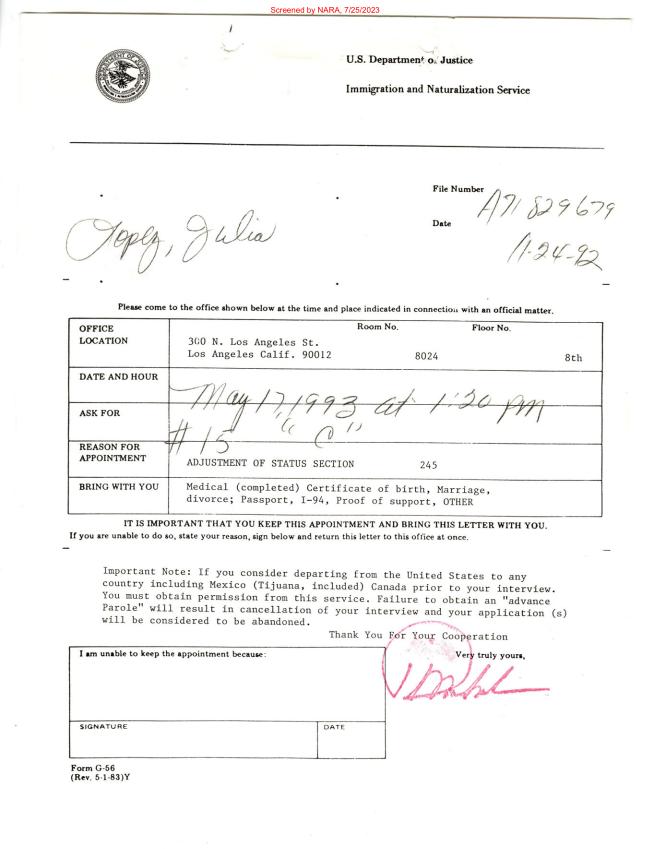 Screened by NARA, 7/25/2023
U.S. Department of Justice
Immigration and Naturalization Service
File Number A71 829679
Date 11-24-92
Lopez, Julia
Please come to the office shown below at the time and place indicated in connection with an official matter.
OFFICE LOCATION
Room No. Floor No.
300 N. Los Angeles St.
Los Angeles Calif. 90012 8024 8th
DATE AND HOUR
May 17, 1993 at 1:20 PM
ASK FOR
#15 "O"
REASON FOR APPOINTMENT
ADJUSTMENT OF STATUS SECTION 245
BRING WITH YOU
Medical (completed) Certificate of birth, Marriage,
divorce; Passport, I-94, Proof of support, OTHER
IT IS IMPORTANT THAT YOU KEEP THIS APPOINTMENT AND BRING THIS LETTER WITH YOU.
If you are unable to do so, state your reason, sign below and return this letter to this office at once.
Important Note: If you consider departing from the United States to any
country including Mexico (Tijuana, included) Canada prior to your interview.
You must obtain permission from this service. Failure to obtain an "advance
Parole" will result in cancellation of your interview and your application (s)
will be considered to be abandoned.
Thank You For Your Cooperation
Very truly yours,
I am unable to keep the appointment because:
SIGNATURE
DATE
Form G-56
(Rev. 5-1-83)Y